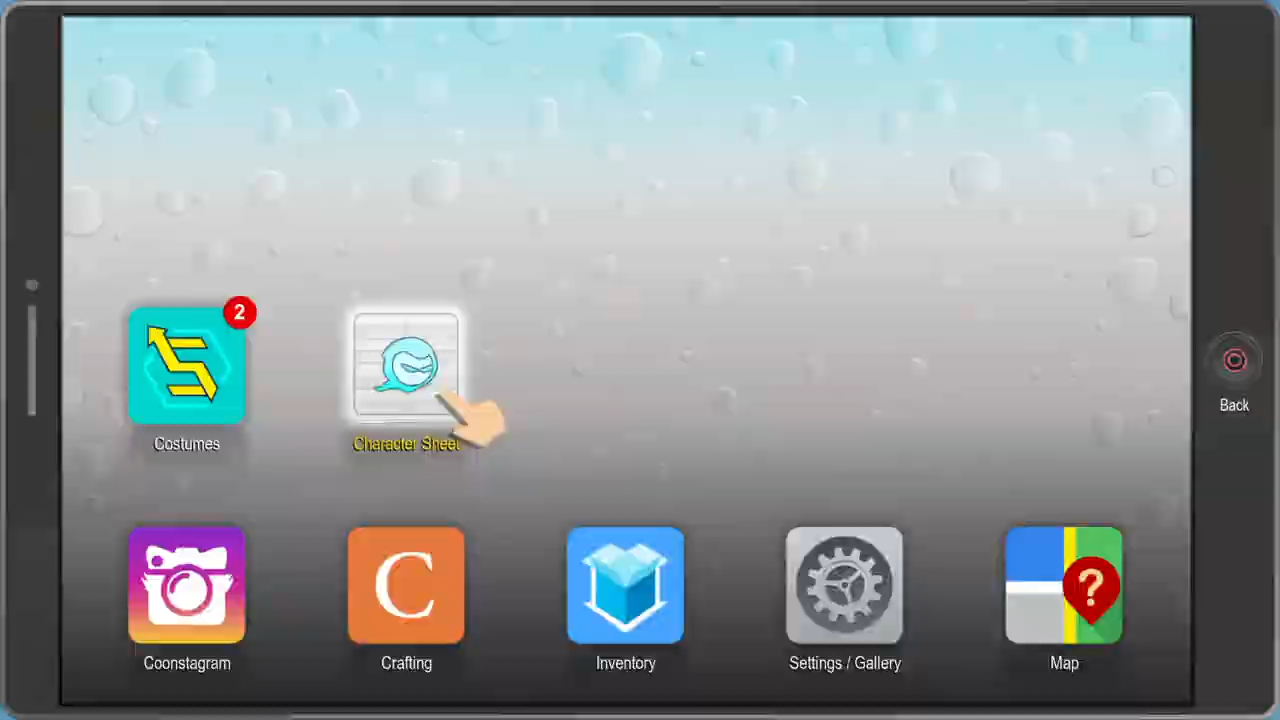 2
Costumes
Character Sheet
Back
C
?
Coonstagram
Crafting
Inventory
Settings / Gallery
Map